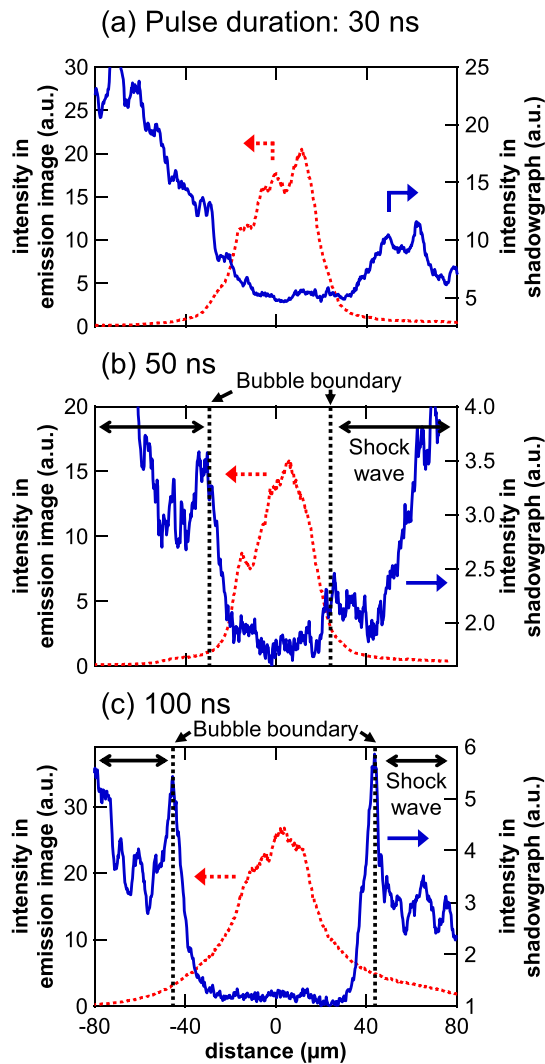 (a) Pulse duration: 30 ns
intensity in
emission image (a.u.)
30
25
20
15
10
5
0
25
20
15
10
5
intensity in
shadowgraph (a.u.)
(b) 50 ns
Bubble boundary
Shock
wave
intensity in
emission image (a.u.)
20
15
10
5
0
4.0
3.5
3.0
2.5
2.0
intensity in
shadowgraph (a.u.)
(c) 100 ns
Bubble boundary
Shock
wave
intensity in
emission image (a.u.)
30
20
10
0
6
5
4
3
2
1
intensity in
shadowgraph (a.u.)
-80
-40
0
40
80
distance (μm)